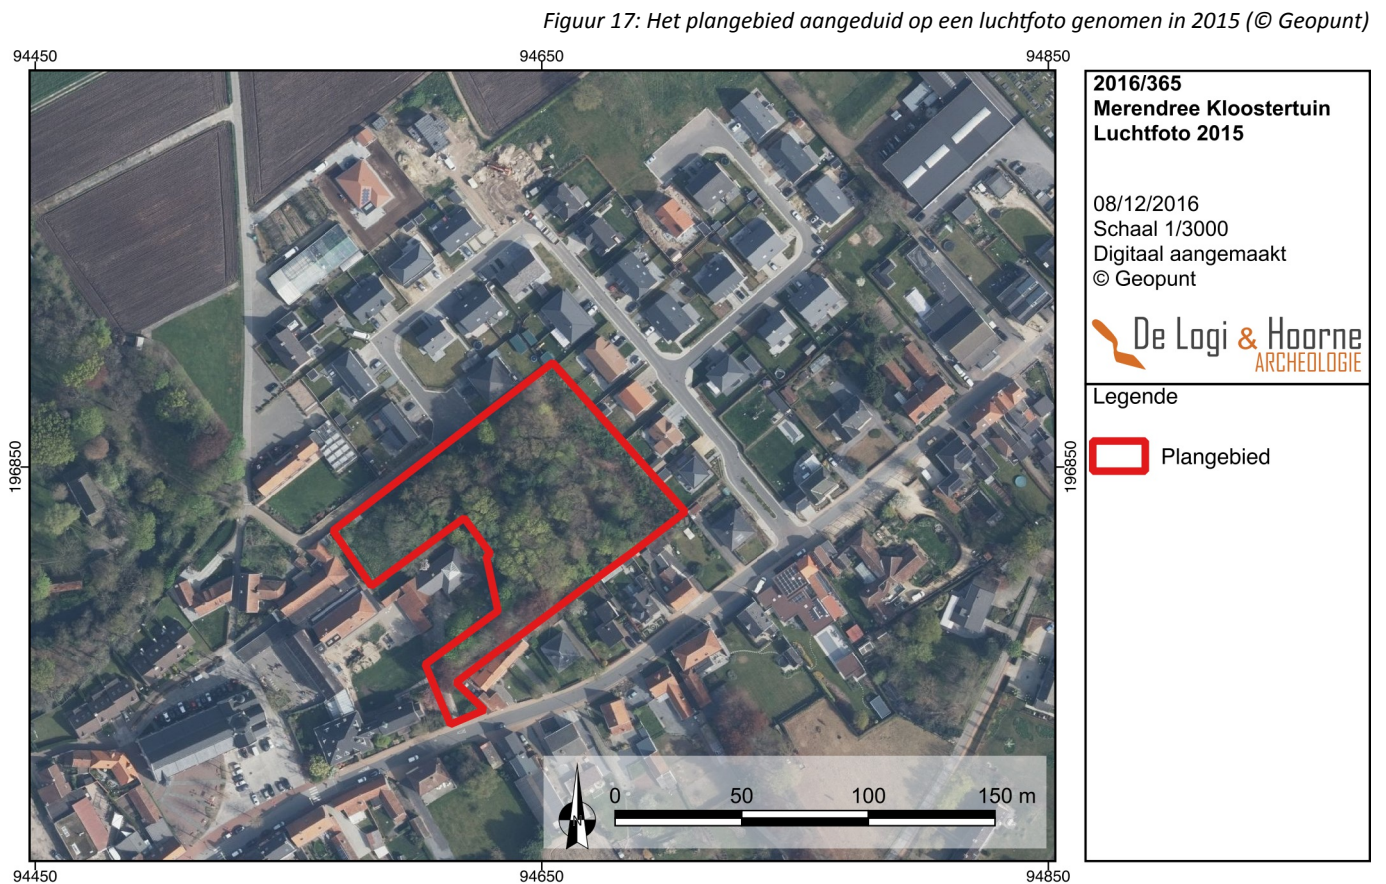 Figuur 17: Het plangebied aangeduid op een luchtfoto genomen in 2015 (© Geopunt)
94450
94650
94850
196850
196850
2016/365
Merendree Kloostertuin
Luchtfoto 2015
08/12/2016
Schaal 1/3000
Digitaal aangemaakt
© Geopunt
De Logi & Hoorne
ARCHEOLOGIE
Legende
Plangebied
0 50 100 150 m
N
94450
94650
94850